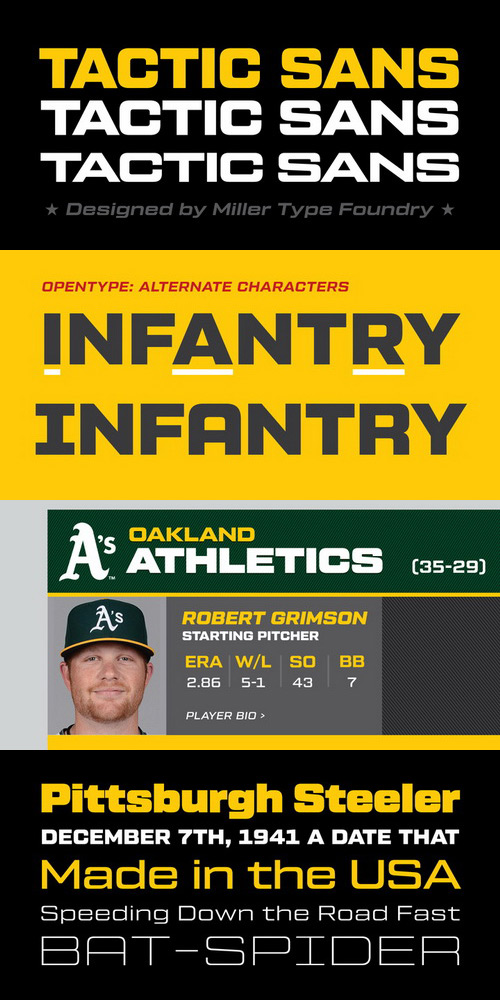 TACTIC SANS
TACTIC SANS
TACTIC SANS
★ Designed by Miller Type Foundry ★
OPENTYPE: ALTERNATE CHARACTERS
INFANTRY
INFANTRY
A's OAKLAND
ATHLETICS (35-29)
TM
A's
ROBERT GRIMSON
STARTING PITCHER
ERA W/L SO BB
2.86 5-1 43 7
PLAYER BIO >
Pittsburgh Steeler
DECEMBER 7TH, 1941 A DATE THAT
Made in the USA
Speeding Down the Road Fast
BAT-SPIDER